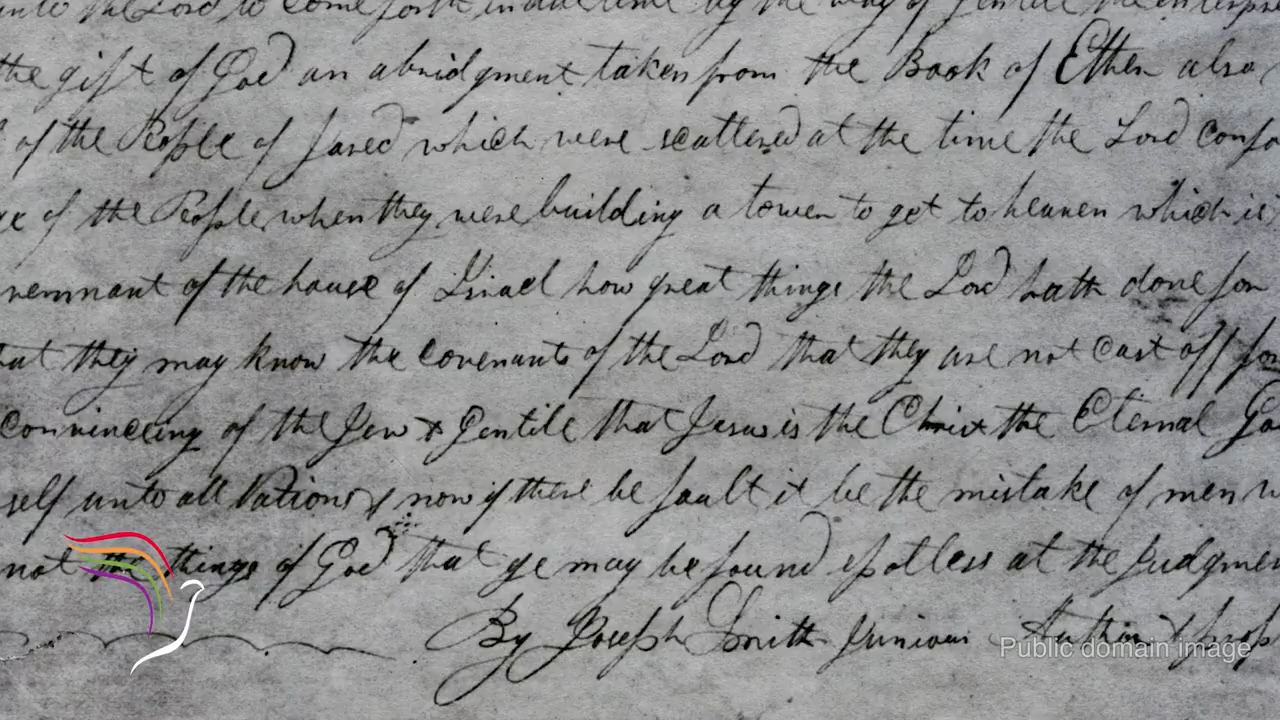 unto the Lord to come forth in due time by the way of Gentile the enterpre
the gift of God an abridgment taken from the Book of Ether also
of the People of Jared which were scattered at the time the Lord confo
ge of the People when they were building a tower to get to heaven which is
remnant of the house of Israel how great things the Lord hath done for
hat they may know the covenants of the Lord that they are not cast off for
convinceing of the Jew & Gentile that Jesus is the Christ the Eternal Go
self unto all Nations & now if there be fault it be the mistake of men w
not the things of God that ye may be found spotless at the Judgmen
By Joseph Smith Junior Author & Prop
Public domain image